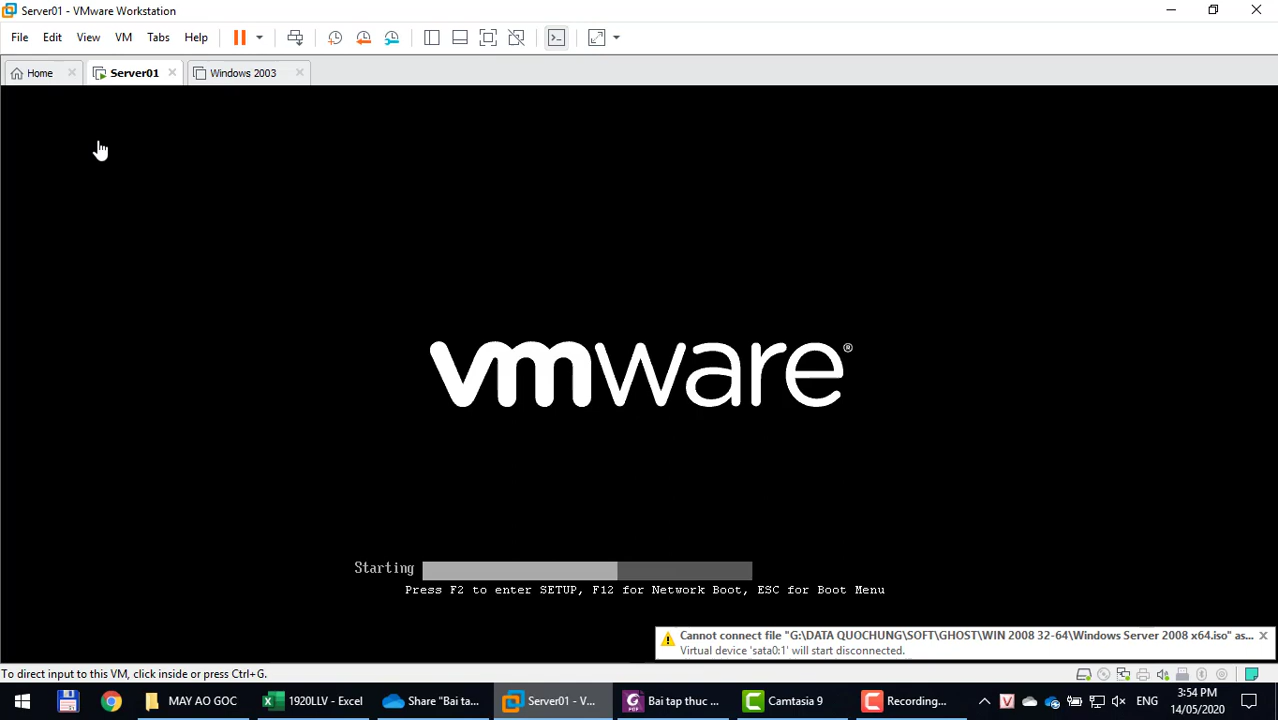 Server01 - VMware Workstation
File Edit View VM Tabs Help
Home Server01 Windows 2003
vmware®
Starting
Press F2 to enter SETUP, F12 for Network Boot, ESC for Boot Menu
Cannot connect file "G:\DATA QUOCHUNG\SOFT\GHOST\WIN 2008 32-64\Windows Server 2008 x64.iso" as...
Virtual device 'sata0:1' will start disconnected.
To direct input to this VM, click inside or press Ctrl+G.
MAY AO GOC 1920LLV - Excel Share "Bai ta... Server01 - V... Bai tap thuc ... Camtasia 9 Recording... ENG
3:54 PM
14/05/2020